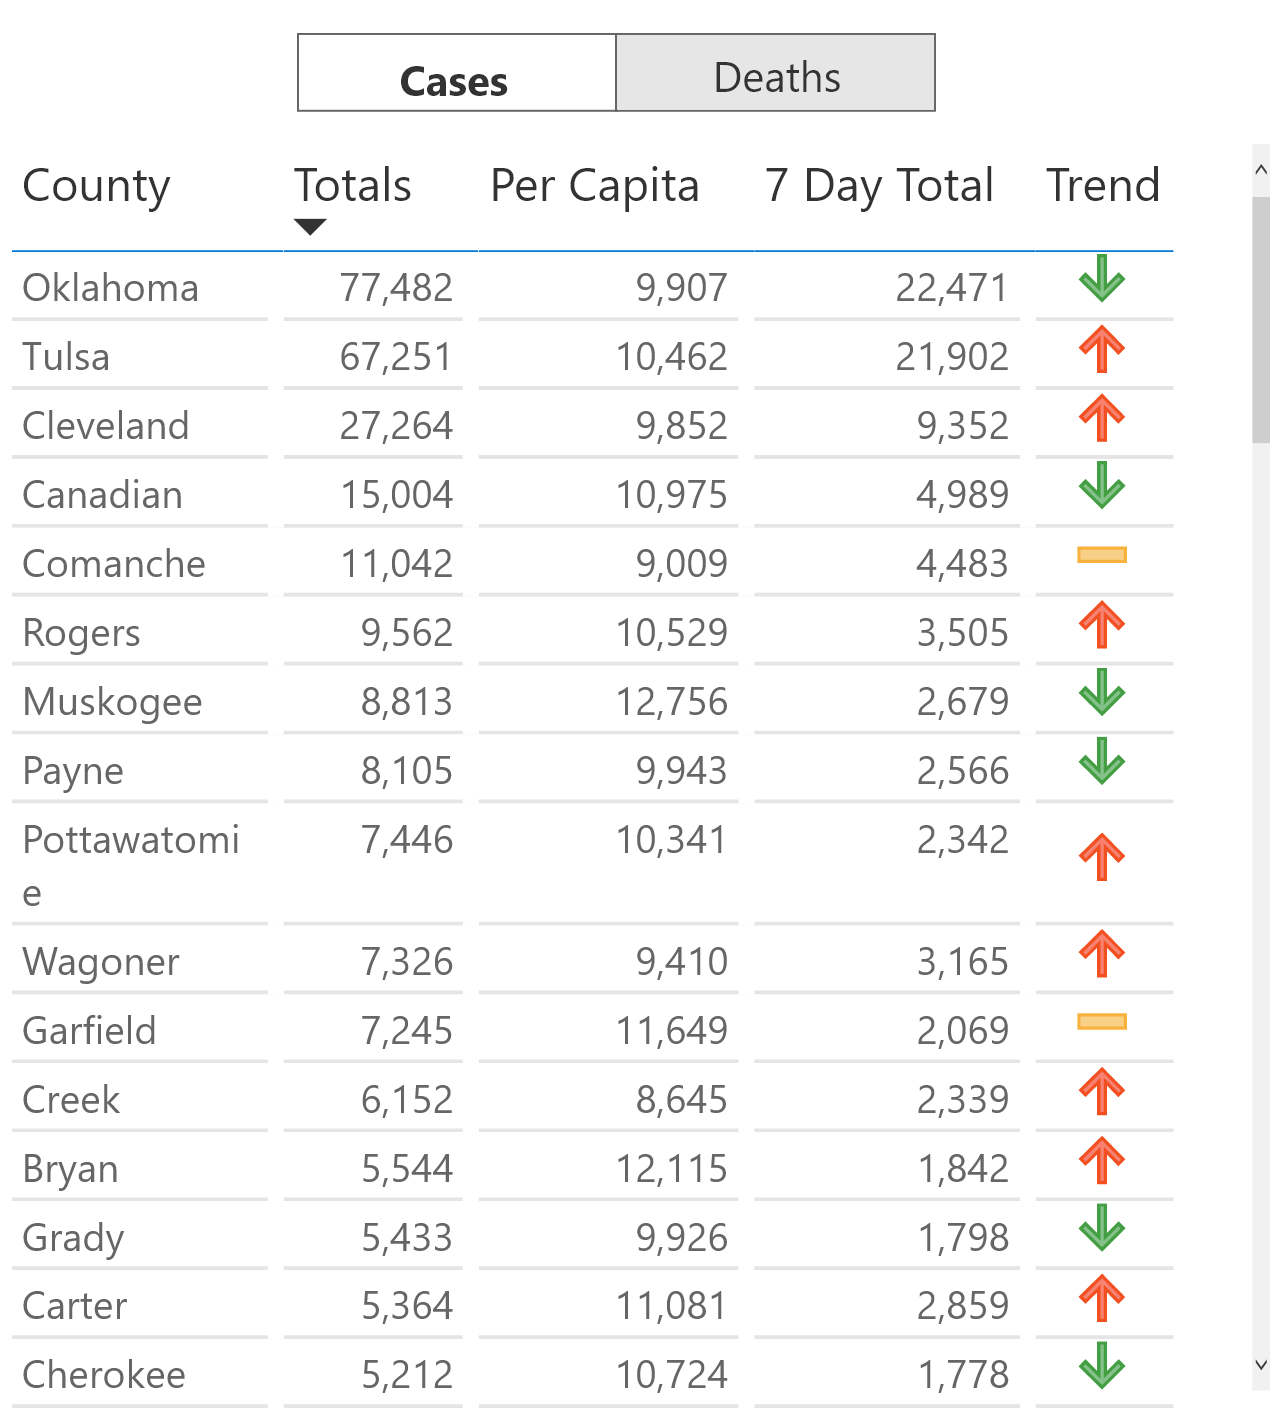 Cases Deaths
County Totals Per Capita 7 Day Total Trend
Oklahoma 77,482 9,907 22,471
Tulsa 67,251 10,462 21,902
Cleveland 27,264 9,852 9,352
Canadian 15,004 10,975 4,989
Comanche 11,042 9,009 4,483
Rogers 9,562 10,529 3,505
Muskogee 8,813 12,756 2,679
Payne 8,105 9,943 2,566
Pottawatomi 7,446 10,341 2,342
e
Wagoner 7,326 9,410 3,165
Garfield 7,245 11,649 2,069
Creek 6,152 8,645 2,339
Bryan 5,544 12,115 1,842
Grady 5,433 9,926 1,798
Carter 5,364 11,081 2,859
Cherokee 5,212 10,724 1,778